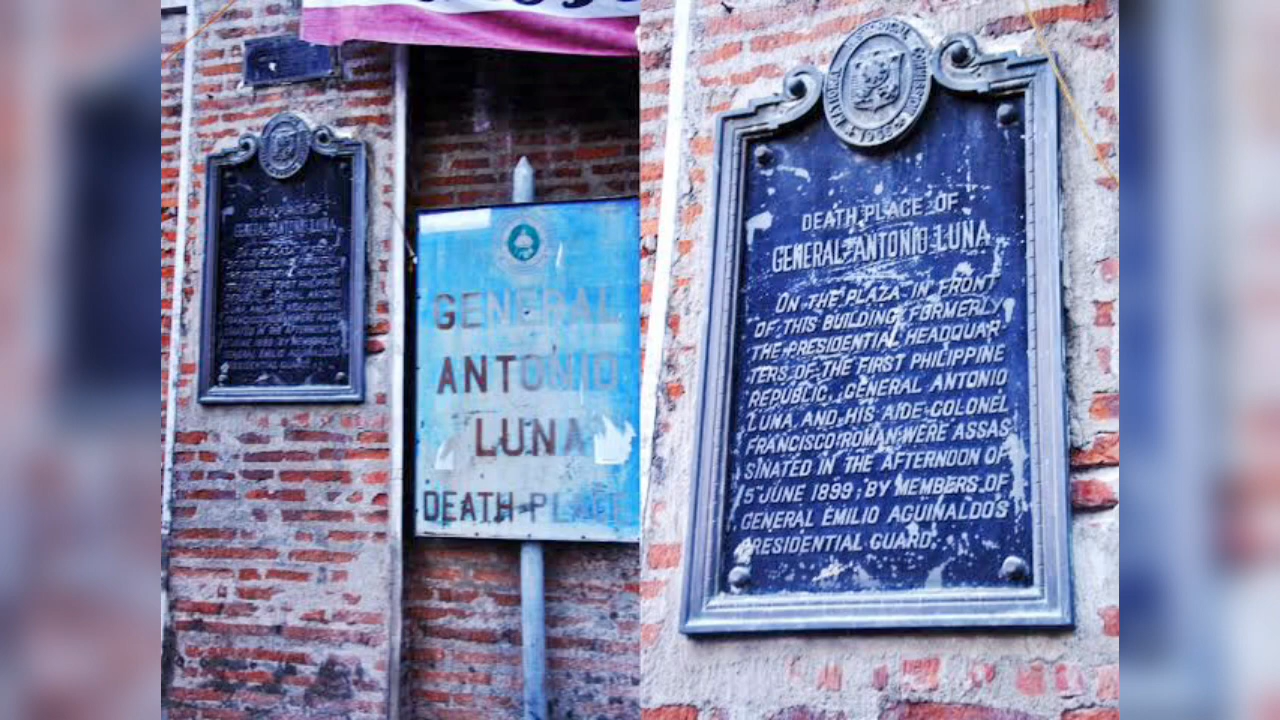 GENERAL
ANTONIO
LUNA
DEATH PLACE
DEATH PLACE OF
GENERAL ANTONIO LUNA
ON THE PLAZA IN FRONT
OF THIS BUILDING, FORMERLY
THE PRESIDENTIAL HEADQUAR-
TERS OF THE FIRST PHILIPPINE
REPUBLIC, GENERAL ANTONIO
LUNA AND HIS AIDE COLONEL
FRANCISCO ROMAN WERE ASSAS
SINATED IN THE AFTERNOON OF
5 JUNE 1899, BY MEMBERS OF
GENERAL EMILIO AGUINALDOS
PRESIDENTIAL GUARD.